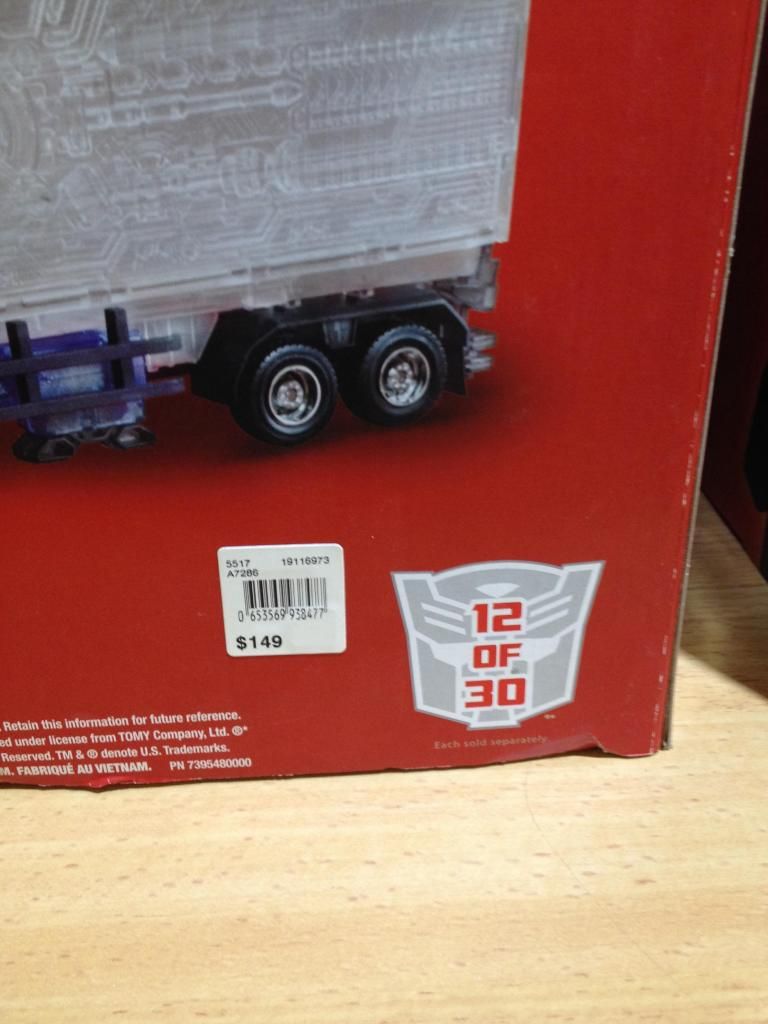 5517 19116973
A7286
0 653569 938477
$149
12
OF
30
Each sold separately.
. Retain this information for future reference.
ed under license from TOMY Company, Ltd. ®*
Reserved. TM & ® denote U.S. Trademarks.
M. FABRIQUÉ AU VIETNAM. PN 7395480000